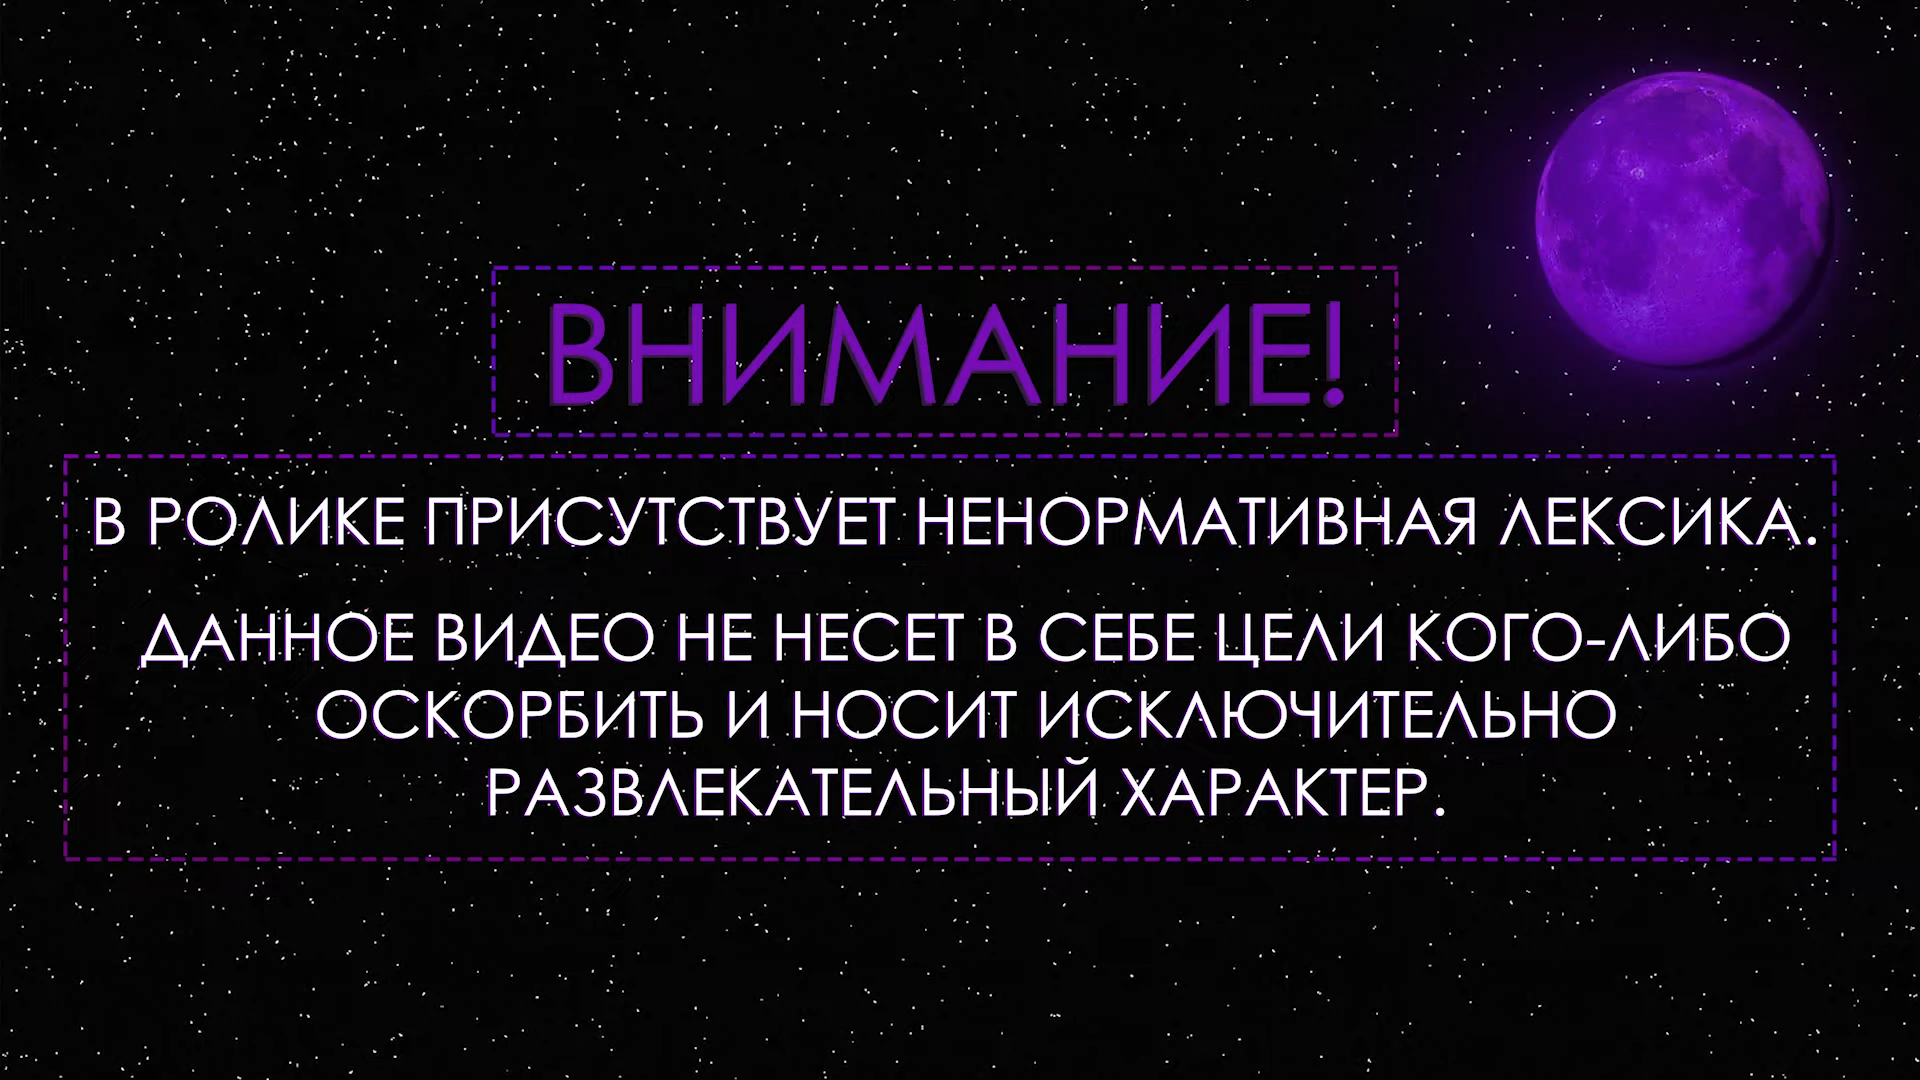 ВНИМАНИЕ!
В РОЛИКЕ ПРИСУТСТВУЕТ НЕНОРМАТИВНАЯ ЛЕКСИКА.
ДАННОЕ ВИДЕО НЕ НЕСЕТ В СЕБЕ ЦЕЛИ КОГО-ЛИБО
ОСКОРБИТЬ И НОСИТ ИСКЛЮЧИТЕЛЬНО
РАЗВЛЕКАТЕЛЬНЫЙ ХАРАКТЕР.